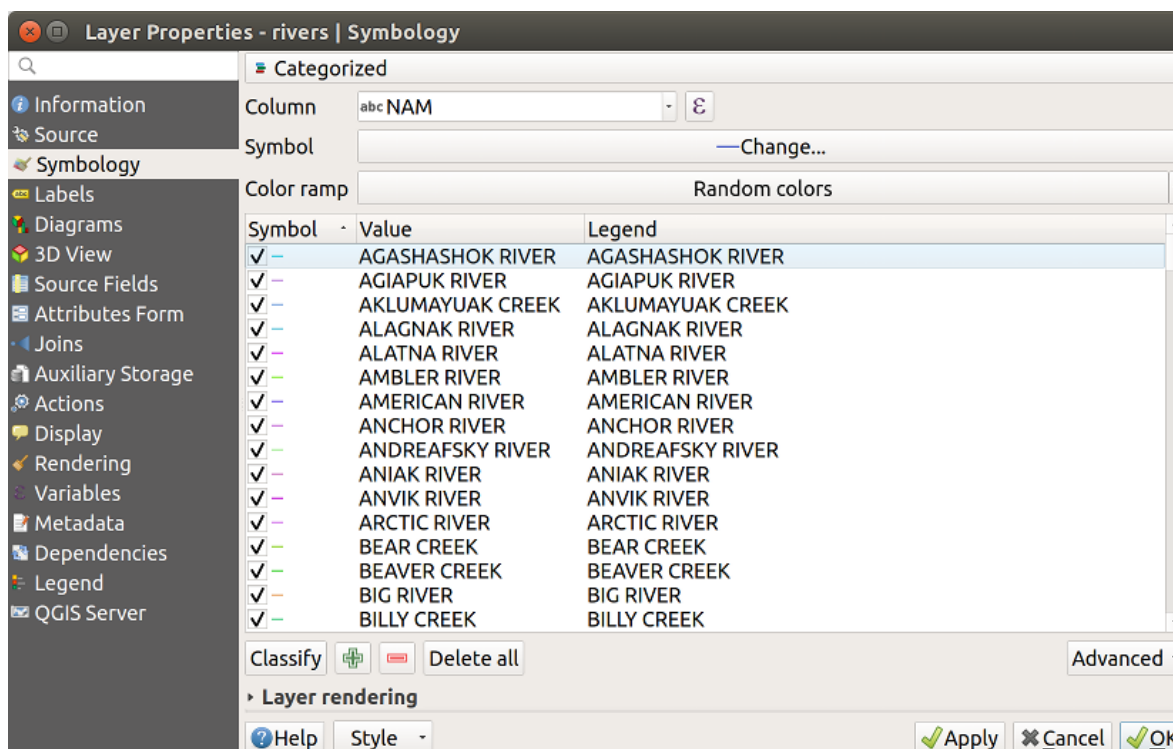 Layer Properties - rivers | Symbology
Categorized
Information
Source
Symbology
Labels
Diagrams
3D View
Source Fields
Attributes Form
Joins
Auxiliary Storage
Actions
Display
Rendering
Variables
Metadata
Dependencies
Legend
QGIS Server
Column abc NAM ε
Symbol Change...
Color ramp Random colors
Symbol Value Legend
AGASHASHOK RIVER AGASHASHOK RIVER
AGIAPUK RIVER AGIAPUK RIVER
AKLUMAYUAK CREEK AKLUMAYUAK CREEK
ALAGNAK RIVER ALAGNAK RIVER
ALATNA RIVER ALATNA RIVER
AMBLER RIVER AMBLER RIVER
AMERICAN RIVER AMERICAN RIVER
ANCHOR RIVER ANCHOR RIVER
ANDREAFSKY RIVER ANDREAFSKY RIVER
ANIAK RIVER ANIAK RIVER
ANVIK RIVER ANVIK RIVER
ARCTIC RIVER ARCTIC RIVER
BEAR CREEK BEAR CREEK
BEAVER CREEK BEAVER CREEK
BIG RIVER BIG RIVER
BILLY CREEK BILLY CREEK
Classify Delete all Advanced
Layer rendering
Help Style Apply Cancel OK